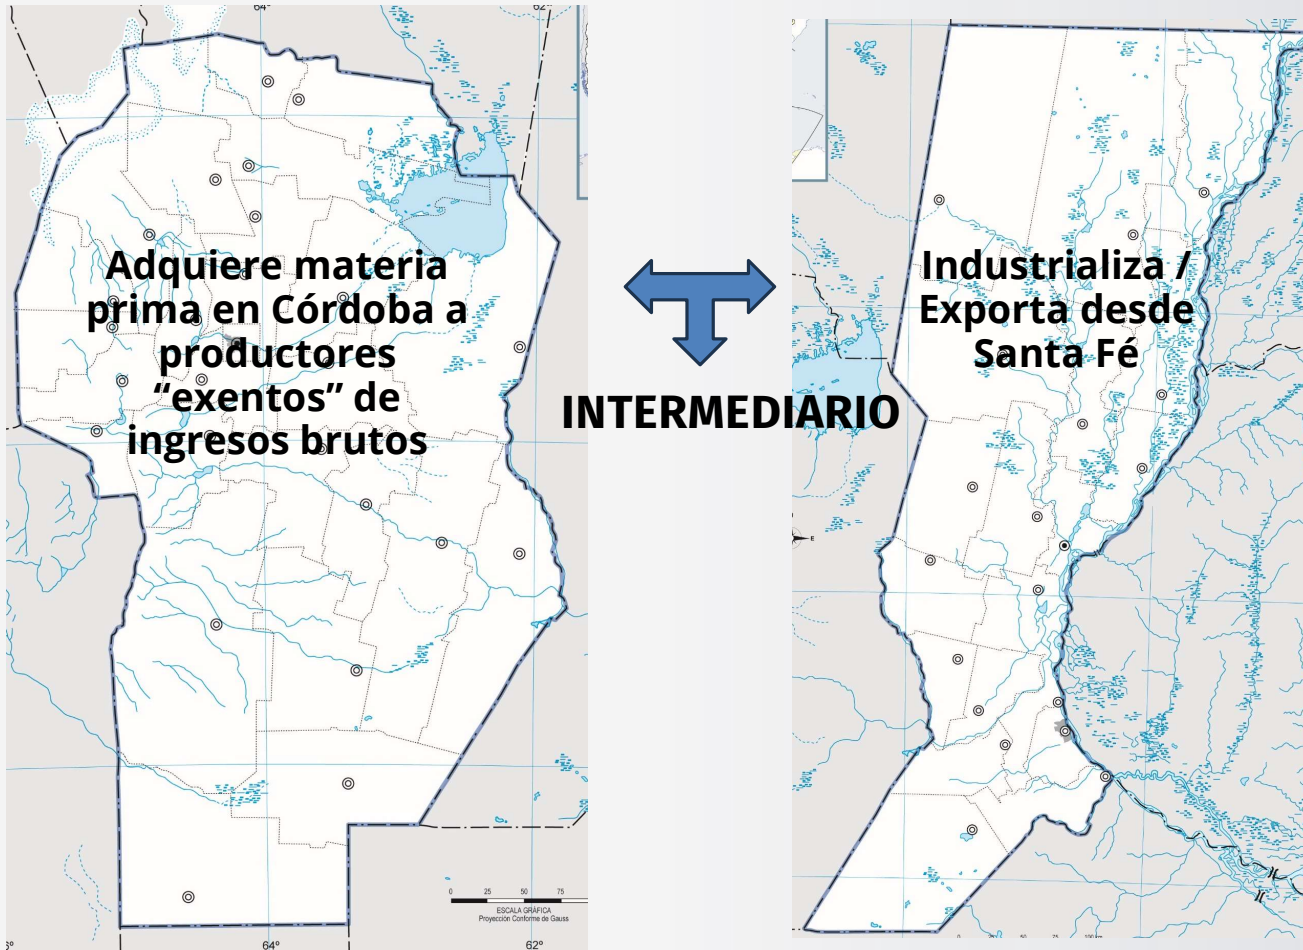 64°
62°
Adquiere materia
prima en Córdoba a
productores
“exentos” de
ingresos brutos
INTERMEDIARIO
Industrializa /
Exporta desde
Santa Fé
E
0 25 50 75
ESCALA GRÁFICA
Proyección Conforme de Gauss
64°
62°